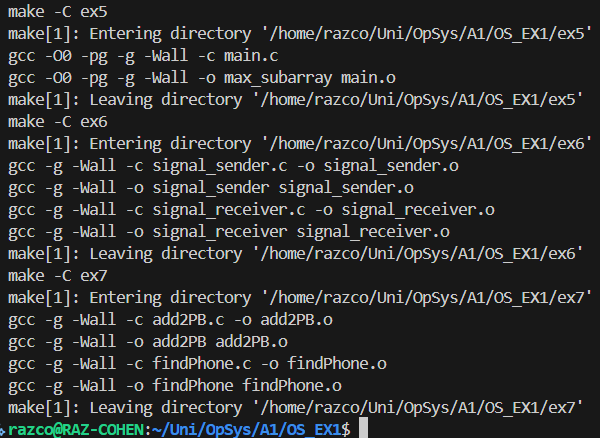 make -C ex5
make[1]: Entering directory '/home/razco/Uni/OpSys/A1/OS_EX1/ex5'
gcc -O0 -pg -g -Wall -c main.c
gcc -O0 -pg -g -Wall -o max_subarray main.o
make[1]: Leaving directory '/home/razco/Uni/OpSys/A1/OS_EX1/ex5'
make -C ex6
make[1]: Entering directory '/home/razco/Uni/OpSys/A1/OS_EX1/ex6'
gcc -g -Wall -c signal_sender.c -o signal_sender.o
gcc -g -Wall -o signal_sender signal_sender.o
gcc -g -Wall -c signal_receiver.c -o signal_receiver.o
gcc -g -Wall -o signal_receiver signal_receiver.o
make[1]: Leaving directory '/home/razco/Uni/OpSys/A1/OS_EX1/ex6'
make -C ex7
make[1]: Entering directory '/home/razco/Uni/OpSys/A1/OS_EX1/ex7'
gcc -g -Wall -c add2PB.c -o add2PB.o
gcc -g -Wall -o add2PB add2PB.o
gcc -g -Wall -c findPhone.c -o findPhone.o
gcc -g -Wall -o findPhone findPhone.o
make[1]: Leaving directory '/home/razco/Uni/OpSys/A1/OS_EX1/ex7'
razco@RAZ-COHEN:~/Uni/OpSys/A1/OS_EX1$